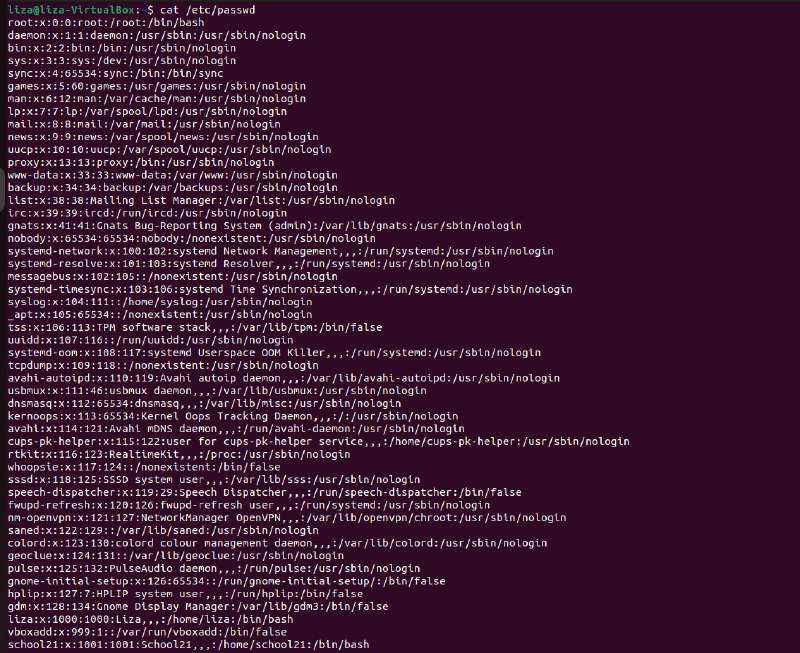 liza@liza-VirtualBox:~$ cat /etc/passwd
root:x:0:0:root:/root:/bin/bash
daemon:x:1:1:daemon:/usr/sbin:/usr/sbin/nologin
bin:x:2:2:bin:/bin:/usr/sbin/nologin
sys:x:3:3:sys:/dev:/usr/sbin/nologin
sync:x:4:65534:sync:/bin:/bin/sync
games:x:5:60:games:/usr/games:/usr/sbin/nologin
man:x:6:12:man:/var/cache/man:/usr/sbin/nologin
lp:x:7:7:lp:/var/spool/lpd:/usr/sbin/nologin
mail:x:8:8:mail:/var/mail:/usr/sbin/nologin
news:x:9:9:news:/var/spool/news:/usr/sbin/nologin
uucp:x:10:10:uucp:/var/spool/uucp:/usr/sbin/nologin
proxy:x:13:13:proxy:/bin:/usr/sbin/nologin
www-data:x:33:33:www-data:/var/www:/usr/sbin/nologin
backup:x:34:34:backup:/var/backups:/usr/sbin/nologin
list:x:38:38:Mailing List Manager:/var/list:/usr/sbin/nologin
irc:x:39:39:ircd:/run/ircd:/usr/sbin/nologin
gnats:x:41:41:Gnats Bug-Reporting System (admin):/var/lib/gnats:/usr/sbin/nologin
nobody:x:65534:65534:nobody:/nonexistent:/usr/sbin/nologin
systemd-network:x:100:102:systemd Network Management,,,:/run/systemd:/usr/sbin/nologin
systemd-resolve:x:101:103:systemd Resolver,,,:/run/systemd:/usr/sbin/nologin
messagebus:x:102:105::/nonexistent:/usr/sbin/nologin
systemd-timesync:x:103:106:systemd Time Synchronization,,,:/run/systemd:/usr/sbin/nologin
syslog:x:104:111::/home/syslog:/usr/sbin/nologin
_apt:x:105:65534::/nonexistent:/usr/sbin/nologin
tss:x:106:113:TPM software stack,,,:/var/lib/tpm:/bin/false
uuidd:x:107:116::/run/uuidd:/usr/sbin/nologin
systemd-oom:x:108:117:systemd Userspace OOM Killer,,,:/run/systemd:/usr/sbin/nologin
tcpdump:x:109:118::/nonexistent:/usr/sbin/nologin
avahi-autoipd:x:110:119:Avahi autoip daemon,,,:/var/lib/avahi-autoipd:/usr/sbin/nologin
usbmux:x:111:46:usbmux daemon,,,:/var/lib/usbmux:/usr/sbin/nologin
dnsmasq:x:112:65534:dnsmasq,,,:/var/lib/misc:/usr/sbin/nologin
kernoops:x:113:65534:Kernel Oops Tracking Daemon,,,:/:/usr/sbin/nologin
avahi:x:114:121:Avahi mDNS daemon,,,:/run/avahi-daemon:/usr/sbin/nologin
cups-pk-helper:x:115:122:user for cups-pk-helper service,,,:/home/cups-pk-helper:/usr/sbin/nologin
rtkit:x:116:123:RealtimeKit,,,:/proc:/usr/sbin/nologin
whoopsie:x:117:124::/nonexistent:/bin/false
sssd:x:118:125:SSSD system user,,,:/var/lib/sss:/usr/sbin/nologin
speech-dispatcher:x:119:29:Speech Dispatcher,,,:/run/speech-dispatcher:/bin/false
fwupd-refresh:x:120:126:fwupd-refresh user,,,:/run/systemd:/usr/sbin/nologin
nm-openvpn:x:121:127:NetworkManager OpenVPN,,,:/var/lib/openvpn/chroot:/usr/sbin/nologin
saned:x:122:129::/var/lib/saned:/usr/sbin/nologin
colord:x:123:130:colord colour management daemon,,,:/var/lib/colord:/usr/sbin/nologin
geoclue:x:124:131::/var/lib/geoclue:/usr/sbin/nologin
pulse:x:125:132:PulseAudio daemon,,,:/run/pulse:/usr/sbin/nologin
gnome-initial-setup:x:126:65534::/run/gnome-initial-setup/:/bin/false
hplip:x:127:7:HPLIP system user,,,:/run/hplip:/bin/false
gdm:x:128:134:Gnome Display Manager:/var/lib/gdm3:/bin/false
liza:x:1000:1000:Liza,,,:/home/liza:/bin/bash
vboxadd:x:999:1::/var/run/vboxadd:/bin/false
school21:x:1001:1001:School21,,,:/home/school21:/bin/bash